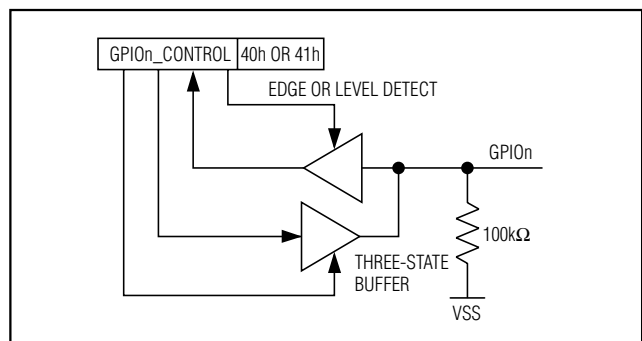 GPIOn_CONTROL 40h OR 41h
EDGE OR LEVEL DETECT
GPIOn
100kΩ
THREE-STATE
BUFFER
VSS